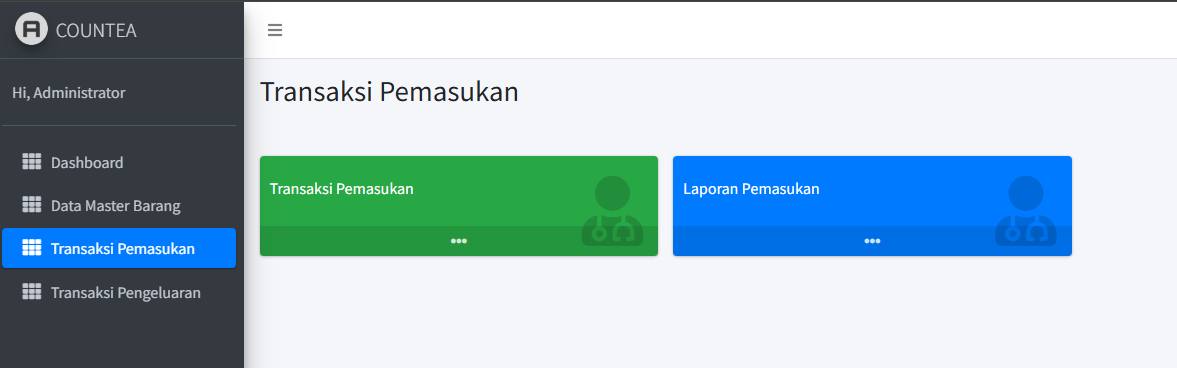 A COUNTEA
Hi, Administrator
Dashboard
Data Master Barang
Transaksi Pemasukan
Transaksi Pengeluaran
Transaksi Pemasukan
Transaksi Pemasukan
Laporan Pemasukan